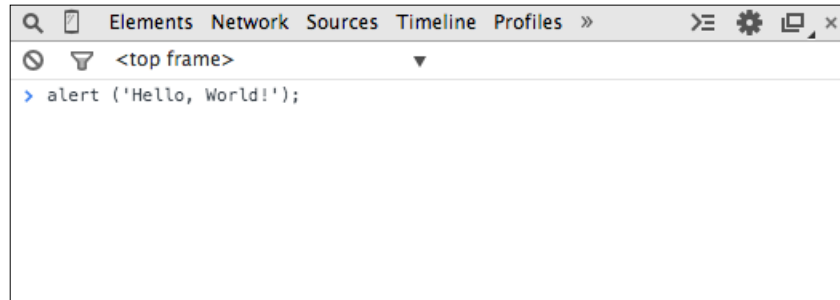 Elements Network Sources Timeline Profiles »
<top frame> ▼
> alert ('Hello, World!');